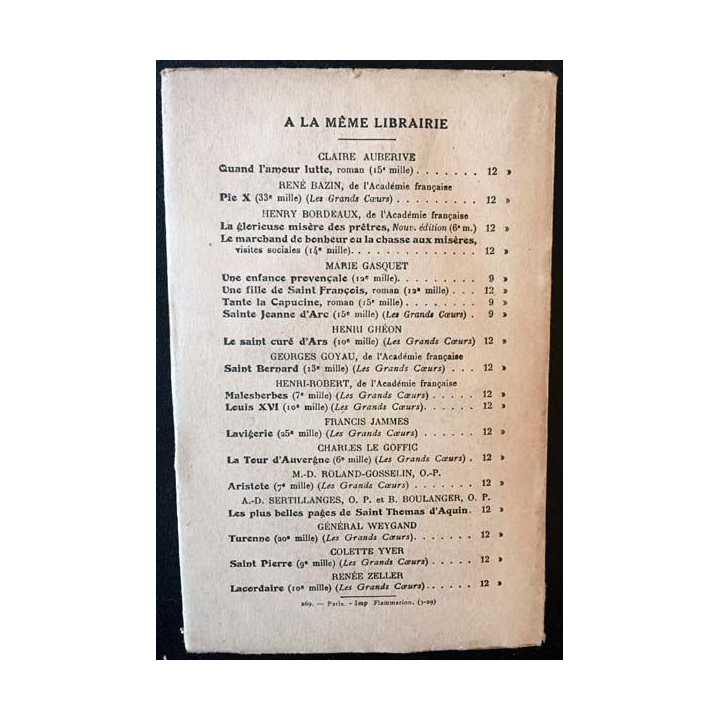 A LA MÊME LIBRAIRIE
CLAIRE AUBERIVE
Quand l'amour lutte, roman (15e mille) . . . . . . . 12 »
RENÉ BAZIN, de l'Académie française
Pie X (33e mille) (Les Grands Cœurs) . . . . . . . . . . 12 »
HENRY BORDEAUX, de l'Académie française
La glorieuse misère des prêtres, Nouv. édition (6e m.) 12 »
Le marchand de bonheur ou la chasse aux misères,
visites sociales (14e mille). . . . . . . . . . . . . 12 »
MARIE GASQUET
Une enfance provençale (12e mille). . . . . . . . . 9 »
Une fille de Saint François, roman (12e mille) . . . 12 »
Tante la Capucine, roman (15e mille) . . . . . . . . 9 »
Sainte Jeanne d'Arc (15e mille) (Les Grands Cœurs) . 9 »
HENRI GHÉON
Le saint curé d'Ars (10e mille) (Les Grands Cœurs) 12 »
GEORGES GOYAU, de l'Académie française
Saint Bernard (13e mille) (Les Grands Cœurs) . . . 12 »
HENRI-ROBERT, de l'Académie française
Malesherbes (7e mille) (Les Grands Cœurs) . . . . . 12 »
Louis XVI (10e mille) (Les Grands Cœurs). . . . . . 12 »
FRANCIS JAMMES
Lavigerie (25e mille) (Les Grands Cœurs) . . . . . . 12 »
CHARLES LE GOFFIC
La Tour d'Auvergne (6e mille) (Les Grands Cœurs) . 12 »
M.-D. ROLAND-GOSSELIN, O.-P.
Aristote (7e mille) (Les Grands Cœurs) . . . . . . . 12 »
A.-D. SERTILLANGES, O. P. et B. BOULANGER, O. P.
Les plus belles pages de Saint Thomas d'Aquin. 12 »
GÉNÉRAL WEYGAND
Turenne (20e mille) (Les Grands Cœurs). . . . . . . 12 »
COLETTE YVER
Saint Pierre (9e mille) (Les Grands Cœurs) . . . . . 12 »
RENÉE ZELLER
Lacordaire (10e mille) (Les Grands Cœurs) . . . . . 12 »
269. — Paris. - Imp Flammarion. (3-29)